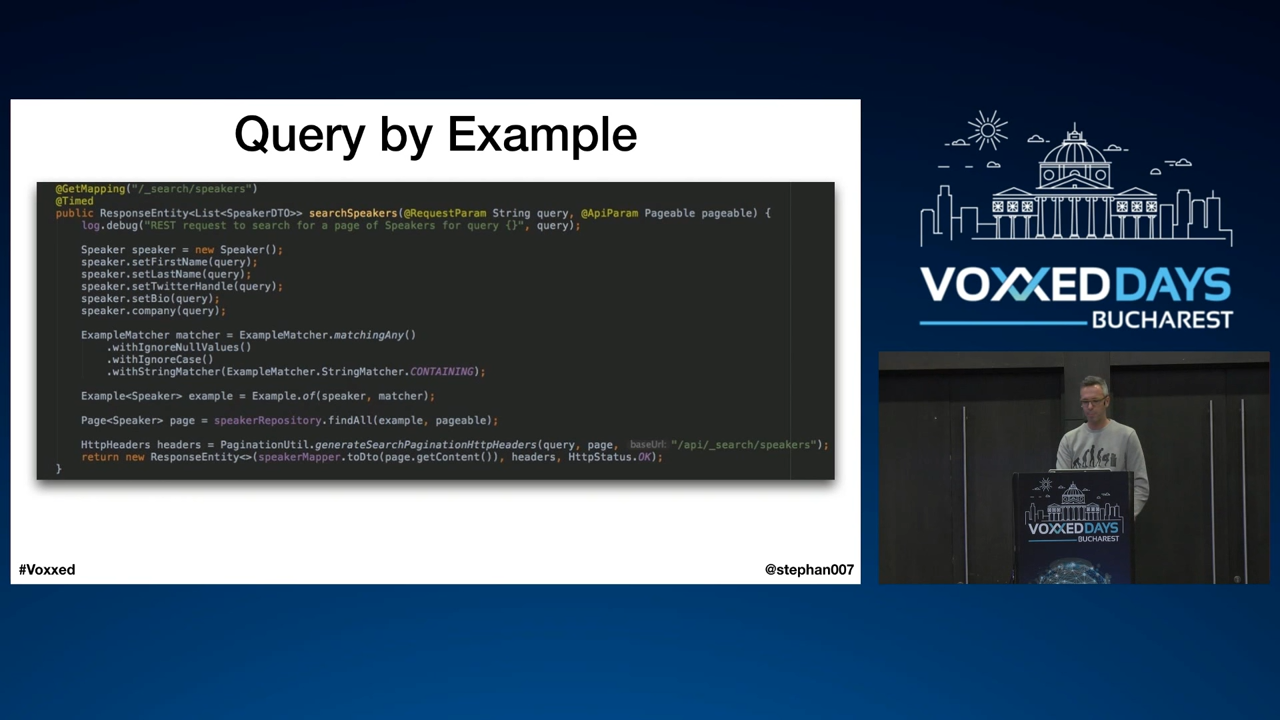 Query by Example
@GetMapping("/_search/speakers")
@Timed
public ResponseEntity<List<SpeakerDTO>> searchSpeakers(@RequestParam String query, @ApiParam Pageable pageable) {
log.debug("REST request to search for a page of Speakers for query {}", query);
Speaker speaker = new Speaker();
speaker.setFirstName(query);
speaker.setLastName(query);
speaker.setTwitterHandle(query);
speaker.setBio(query);
speaker.company(query);
ExampleMatcher matcher = ExampleMatcher.matchingAny()
.withIgnoreNullValues()
.withIgnoreCase()
.withStringMatcher(ExampleMatcher.StringMatcher.CONTAINING);
Example<Speaker> example = Example.of(speaker, matcher);
Page<Speaker> page = speakerRepository.findAll(example, pageable);
HttpHeaders headers = PaginationUtil.generateSearchPaginationHttpHeaders(query, page, baseUrl: "/api/_search/speakers");
return new ResponseEntity<>(speakerMapper.toDto(page.getContent()), headers, HttpStatus.OK);
}
#Voxxed
@stephan007
VOXXED DAYS
BUCHAREST
VOXXED DAYS
BUCHAREST